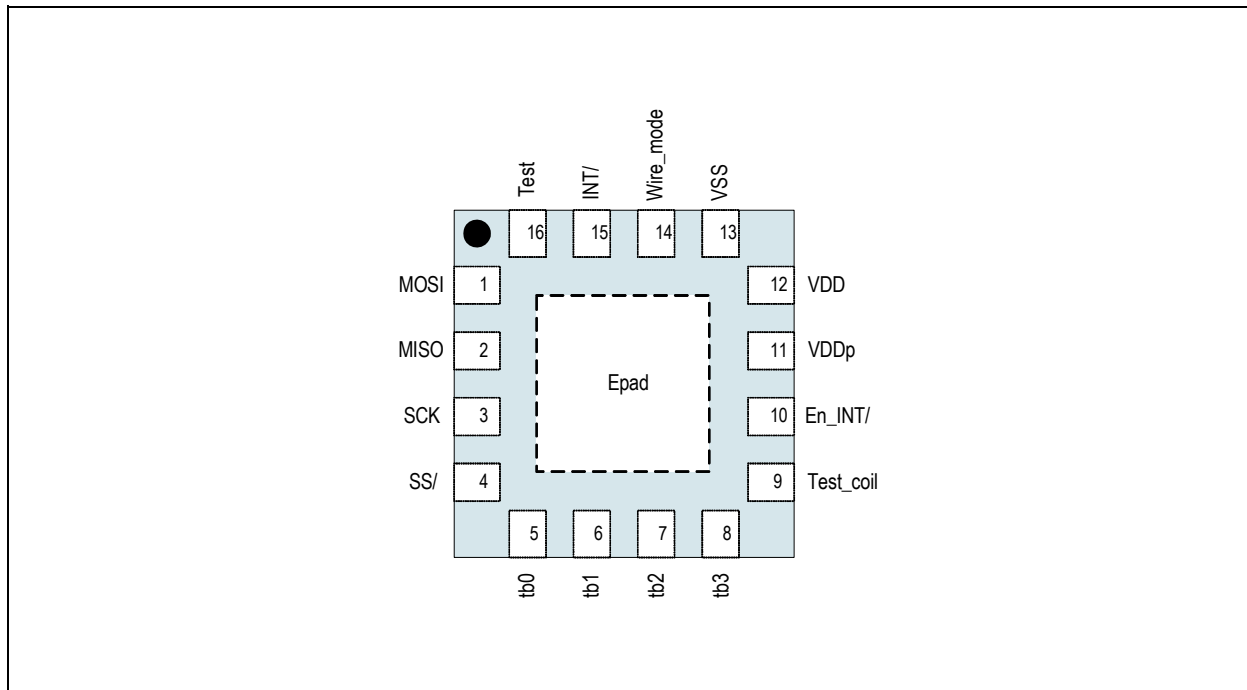 Test
INT/
Wire_mode
VSS
16
15
14
13
MOSI 1
12 VDD
MISO 2
11 VDDp
Epad
SCK 3
10 En_INT/
SS/ 4
9 Test_coil
5
6
7
8
tb0
tb1
tb2
tb3